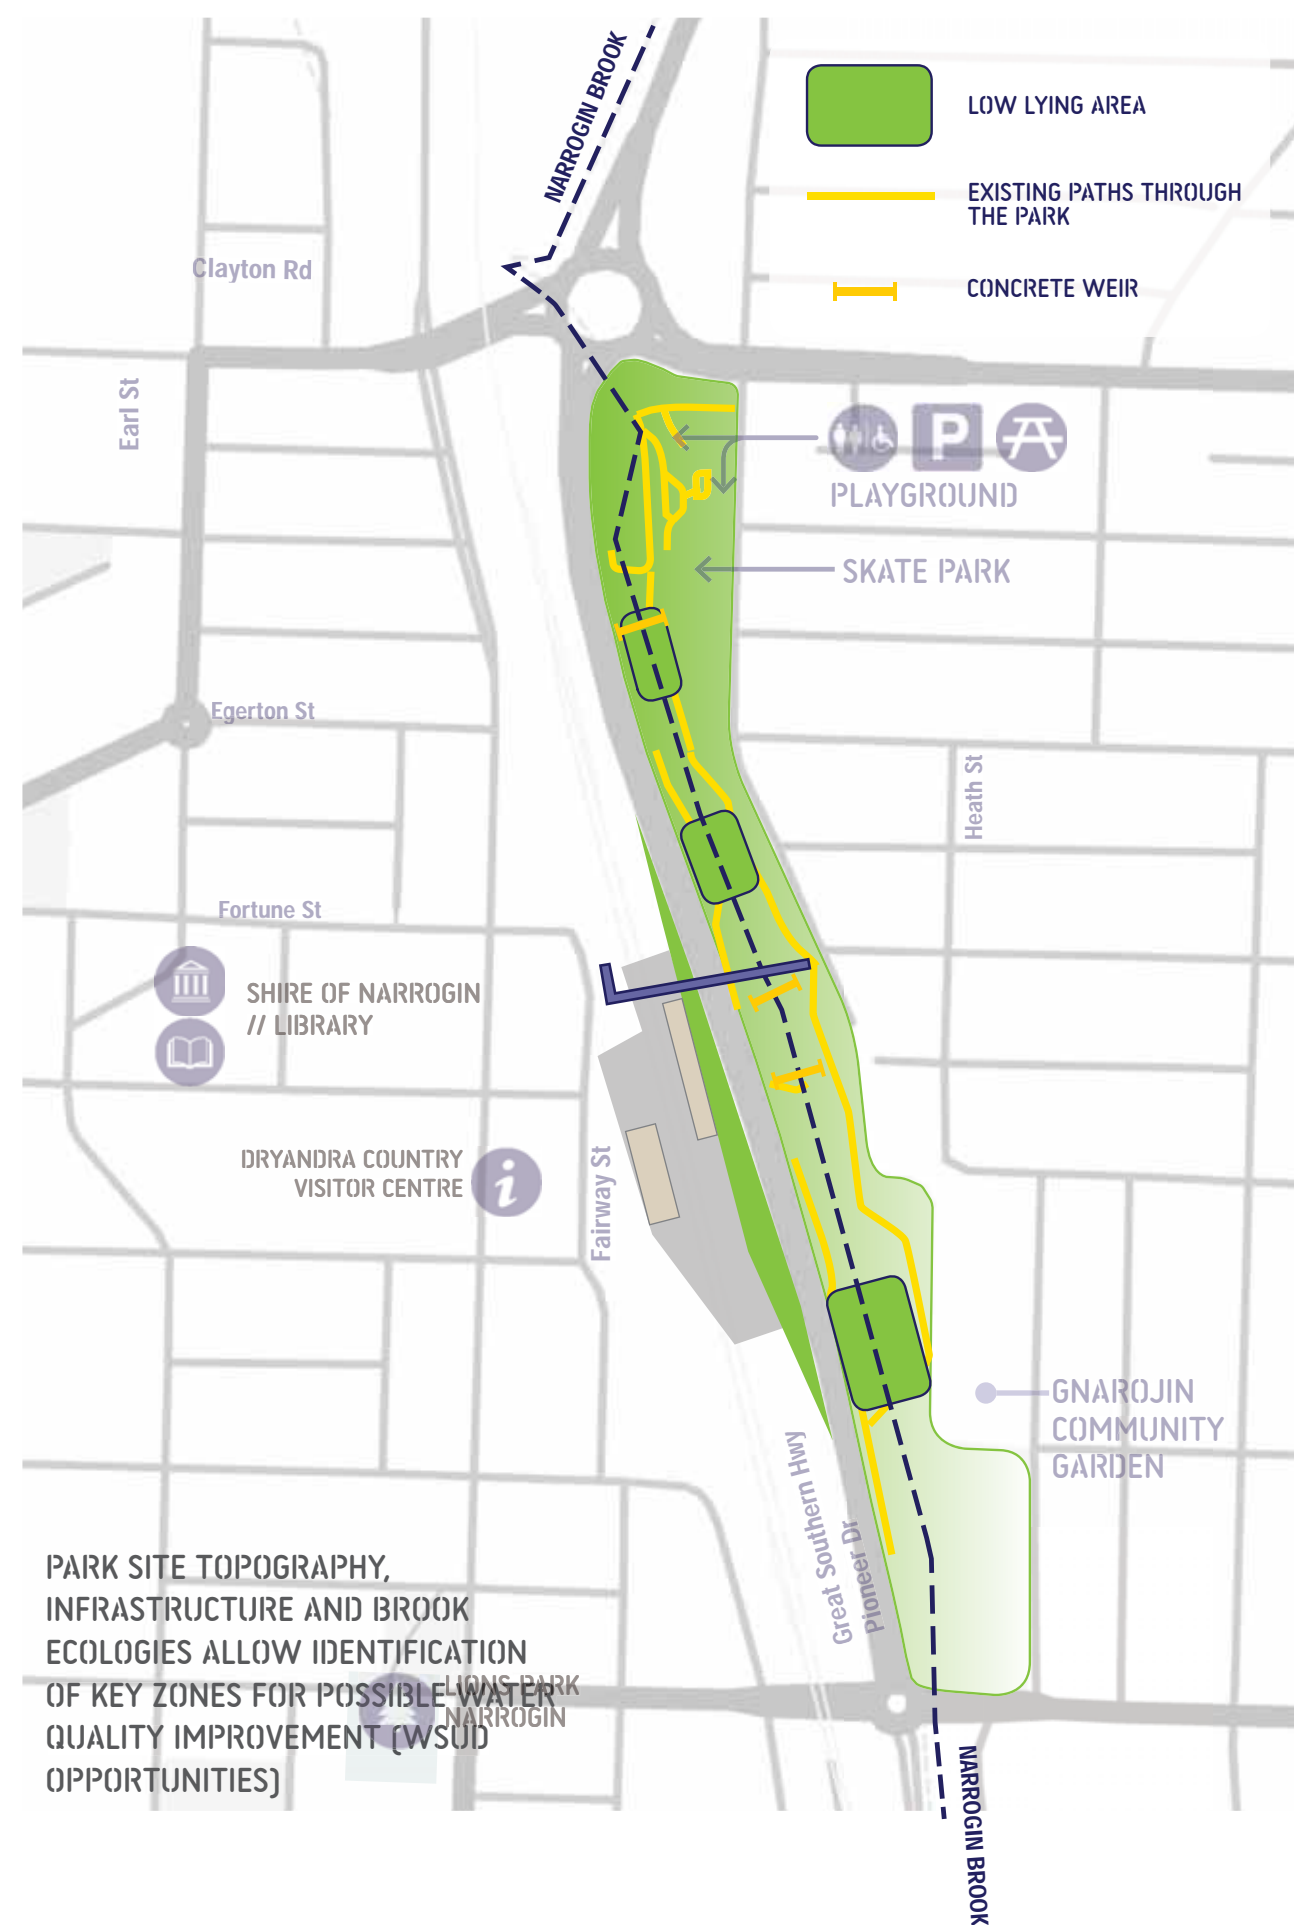 NARROGIN BROOK
LOW LYING AREA
EXISTING PATHS THROUGH
THE PARK
CONCRETE WEIR
Clayton Rd
Earl St
P
PLAYGROUND
SKATE PARK
Egerton St
Heath St
Fortune St
SHIRE OF NARROGIN
// LIBRARY
DRYANDRA COUNTRY
VISITOR CENTRE
i
Fairway St
GNAROJIN
COMMUNITY
GARDEN
Great Southern Hwy
Pioneer Dr
PARK SITE TOPOGRAPHY,
INFRASTRUCTURE AND BROOK
ECOLOGIES ALLOW IDENTIFICATION
OF KEY ZONES FOR POSSIBLE WATER
QUALITY IMPROVEMENT (WSUD
OPPORTUNITIES)
LIONS PARK
NARROGIN
NARROGIN BROOK